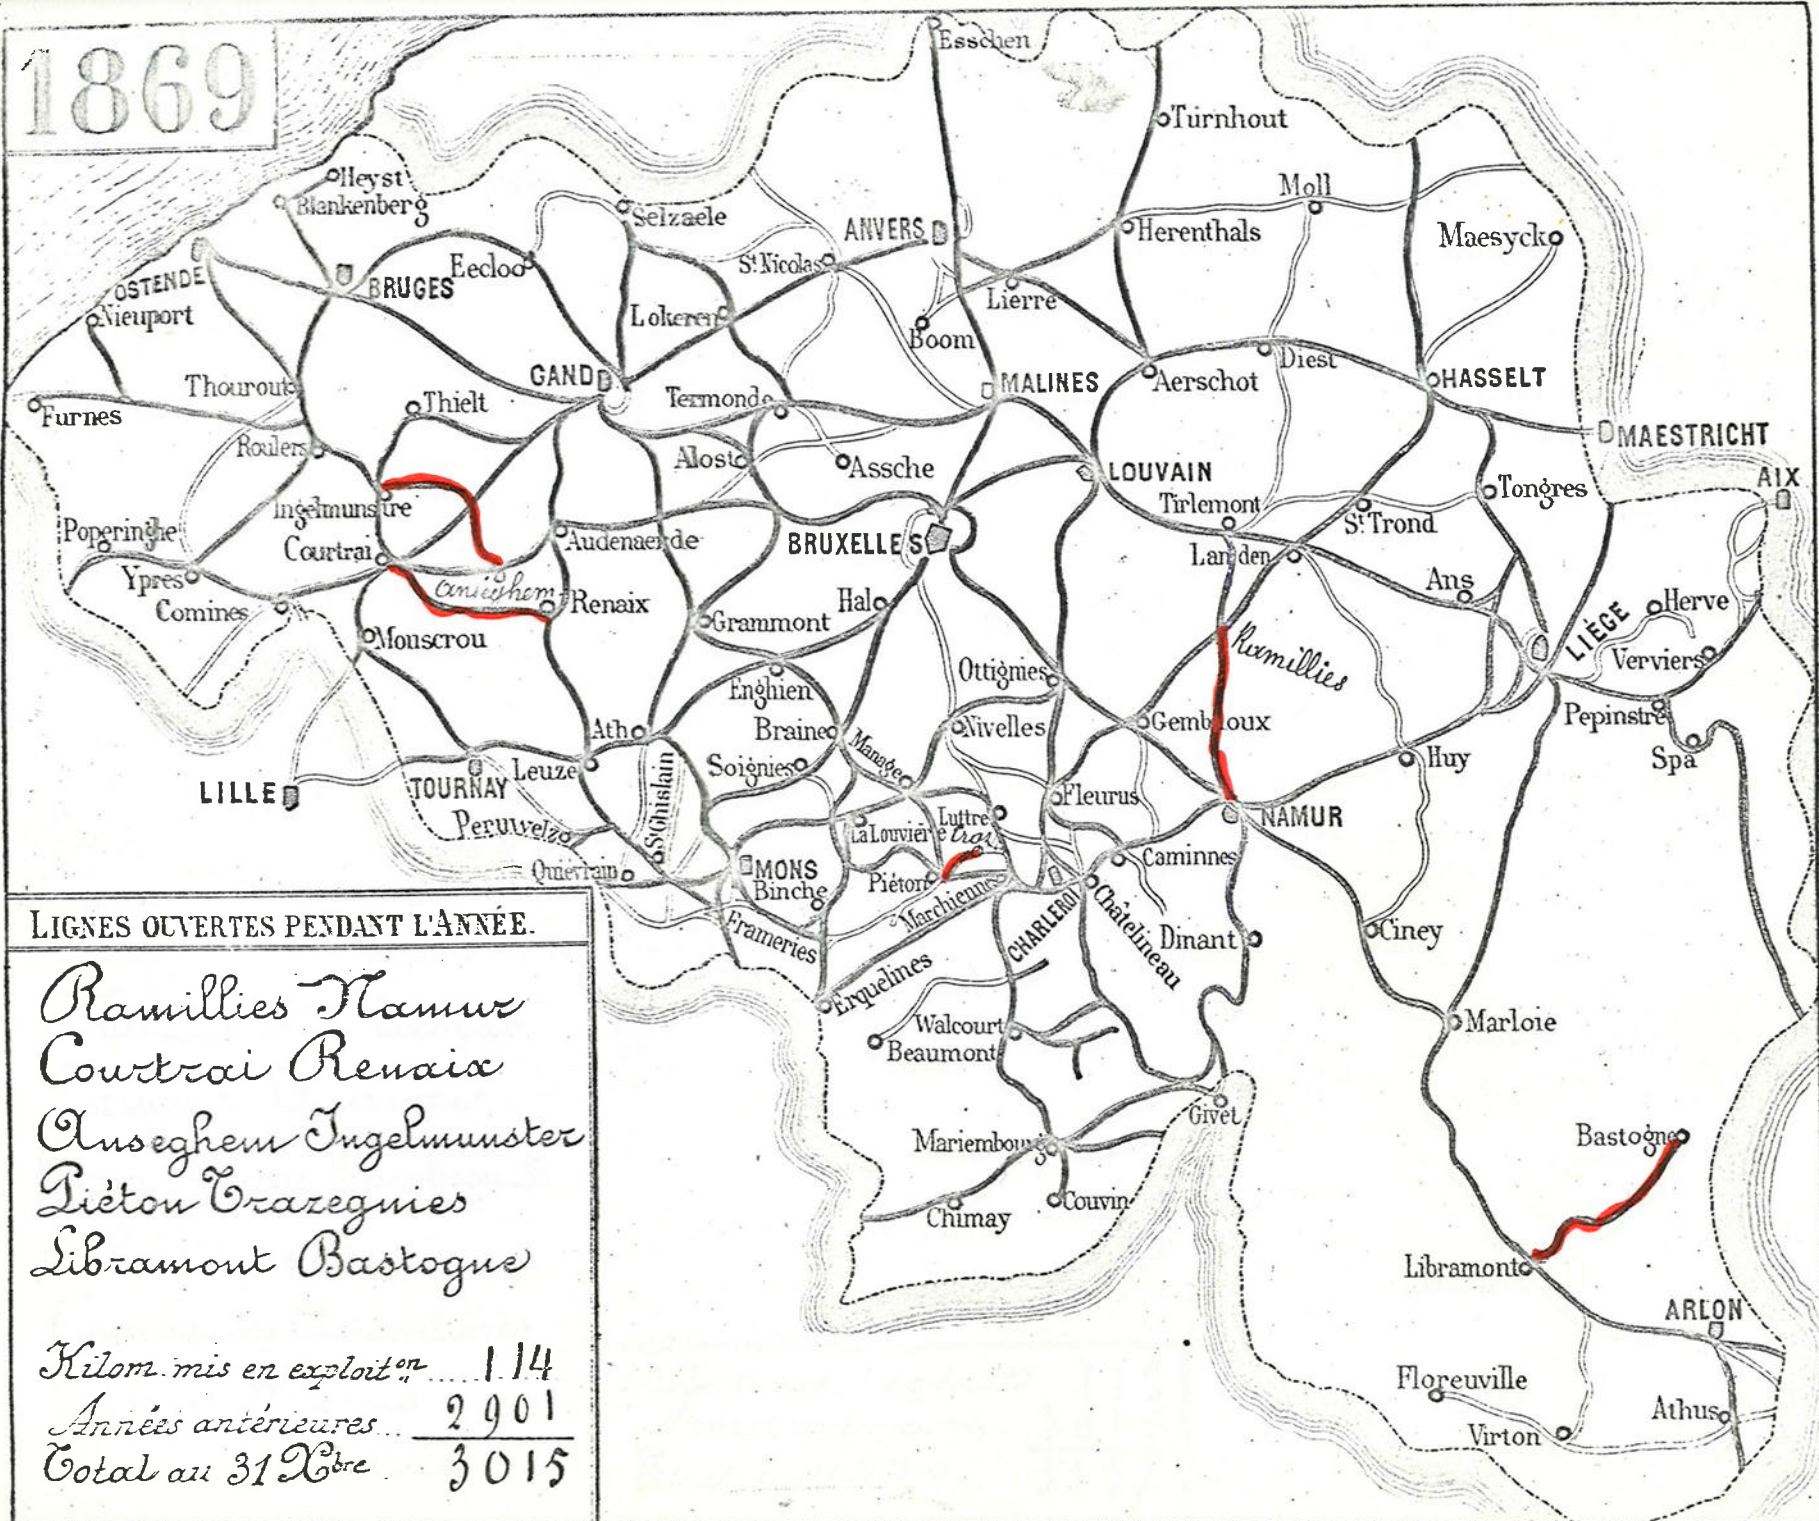 1869
Esschen
Turnhout
Heyst
Blankenberg
Selzaele
Moll
ANVERS
Herenthals
Maesyck
OSTENDE
BRUGES
Eecloo
St Nicolas
Lierre
Nieuport
Lokeren
Boom
Diest
Thourout
GAND
Termonde
MALINES
Aerschot
HASSELT
Furnes
Thielt
MAESTRICHT
Roulers
Alost
Assche
LOUVAIN
AIX
Ingelmunstre
Tirlemont
Tongres
Poperinghe
Courtrai
Audenaerde
BRUXELLES
St Trond
Landen
Ypres
Ans
Comines
Renaix
Hal
Herve
Monscrou
Grammont
Ramillies
LIÈGE
Verviers
Enghien
Ottignies
Ath
Braine
Nivelles
Gembloux
Pepinstre
Manage
Huy
Spa
LILLE
TOURNAY
Leuze
St Ghislain
Soignies
Fleurus
NAMUR
Peruwelz
La Louvière
Luttre
Traz
Quievrain
MONS
Binche
Piéton
Marchienne
Caminnes
CHARLEROI
Châtelineau
Frameries
Dinant
Ciney
Erquelines
Walcourt
Beaumont
Marloie
Givet
Mariembourg
Bastogne
Chimay
Couvin
Libramont
ARLON
Floreuville
Athus
Virton
LIGNES OUVERTES PENDANT L'ANNÉE.
Ramillies Namur
Courtrai Renaix
Anseghem Ingelmunster
Piéton Trazegnies
Libramont Bastogne
Kilom. mis en exploiton .... 114
Années antérieures... 2901
Total au 31 Xbre . 3015